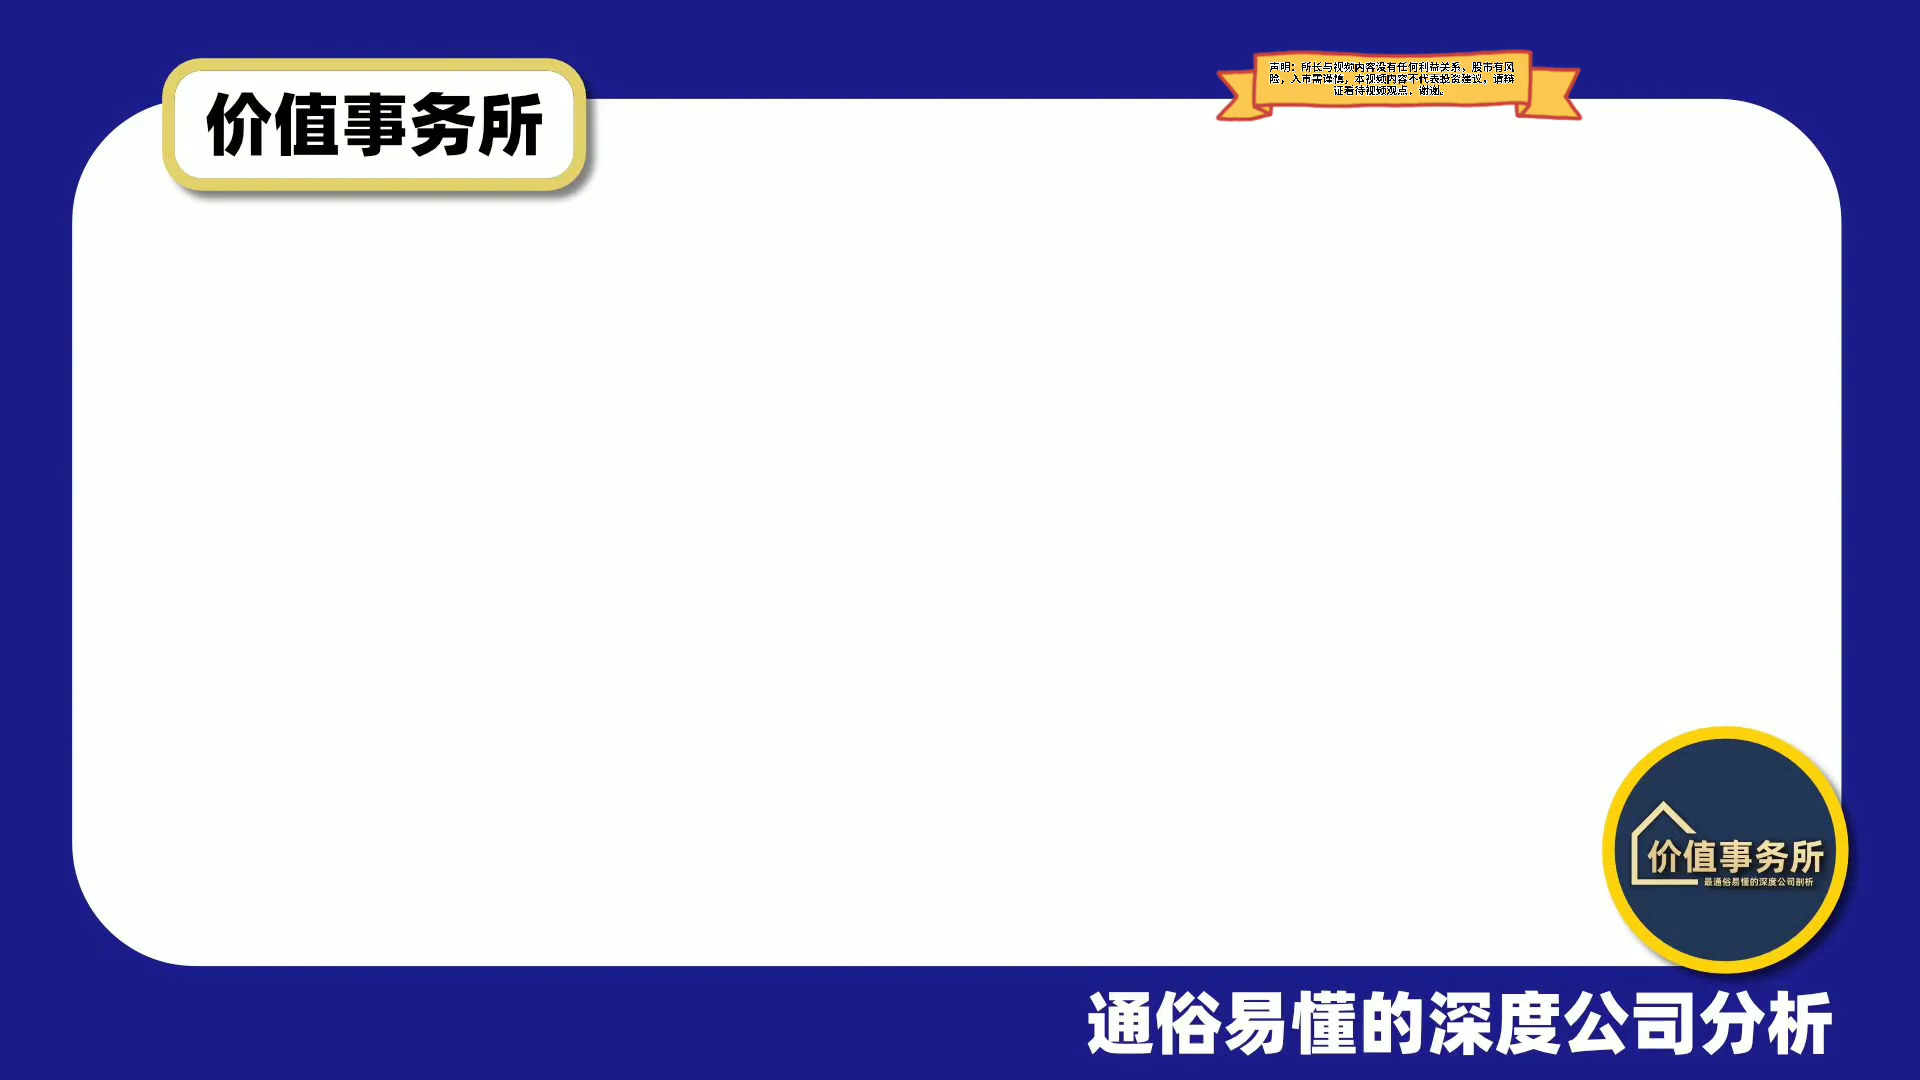 价值事务所
声明：所长与视频内容没有任何利益关系，股市有风
险，入市需谨慎，本视频内容不代表投资建议，请辩
证看待视频观点，谢谢。
价值事务所
最通俗易懂的深度公司剖析
通俗易懂的深度公司分析